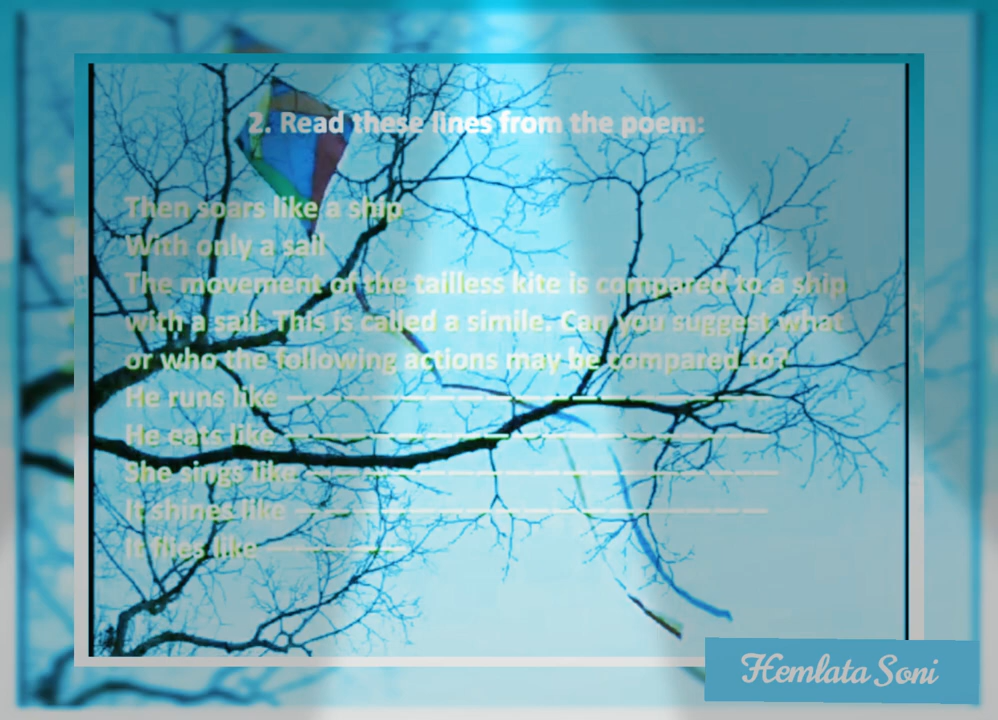 2. Read these lines from the poem:
Then soars like a ship
With only a sail
The movement of the tailless kite is compared to a ship
with a sail. This is called a simile. Can you suggest what
or who the following actions may be compared to?
He runs like ——————————————
He eats like ——————————————
She sings like ——————————————
It shines like ——————————————
It flies like ————
Hemlata Soni